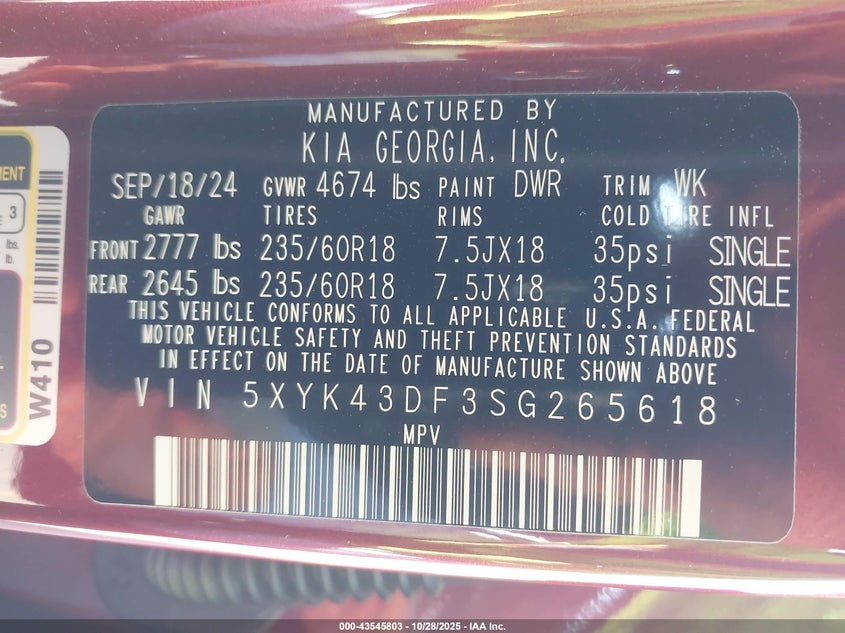 MANUFACTURED BY
KIA GEORGIA, INC.
SEP/18/24 GVWR 4674 lbs PAINT DWR TRIM WK
GAWR TIRES RIMS COLD TIRE INFL
FRONT 2777 lbs 235/60R18 7.5JX18 35psi SINGLE
REAR 2645 lbs 235/60R18 7.5JX18 35psi SINGLE
THIS VEHICLE CONFORMS TO ALL APPLICABLE U.S.A. FEDERAL
MOTOR VEHICLE SAFETY AND THEFT PREVENTION STANDARDS
IN EFFECT ON THE DATE OF MANUFACTURE SHOWN ABOVE
VIN 5XYK43DF3SG265618
MPV
3
lbs.
lb.
W410
000-43545803 - 10/28/2025 - IAA Inc.